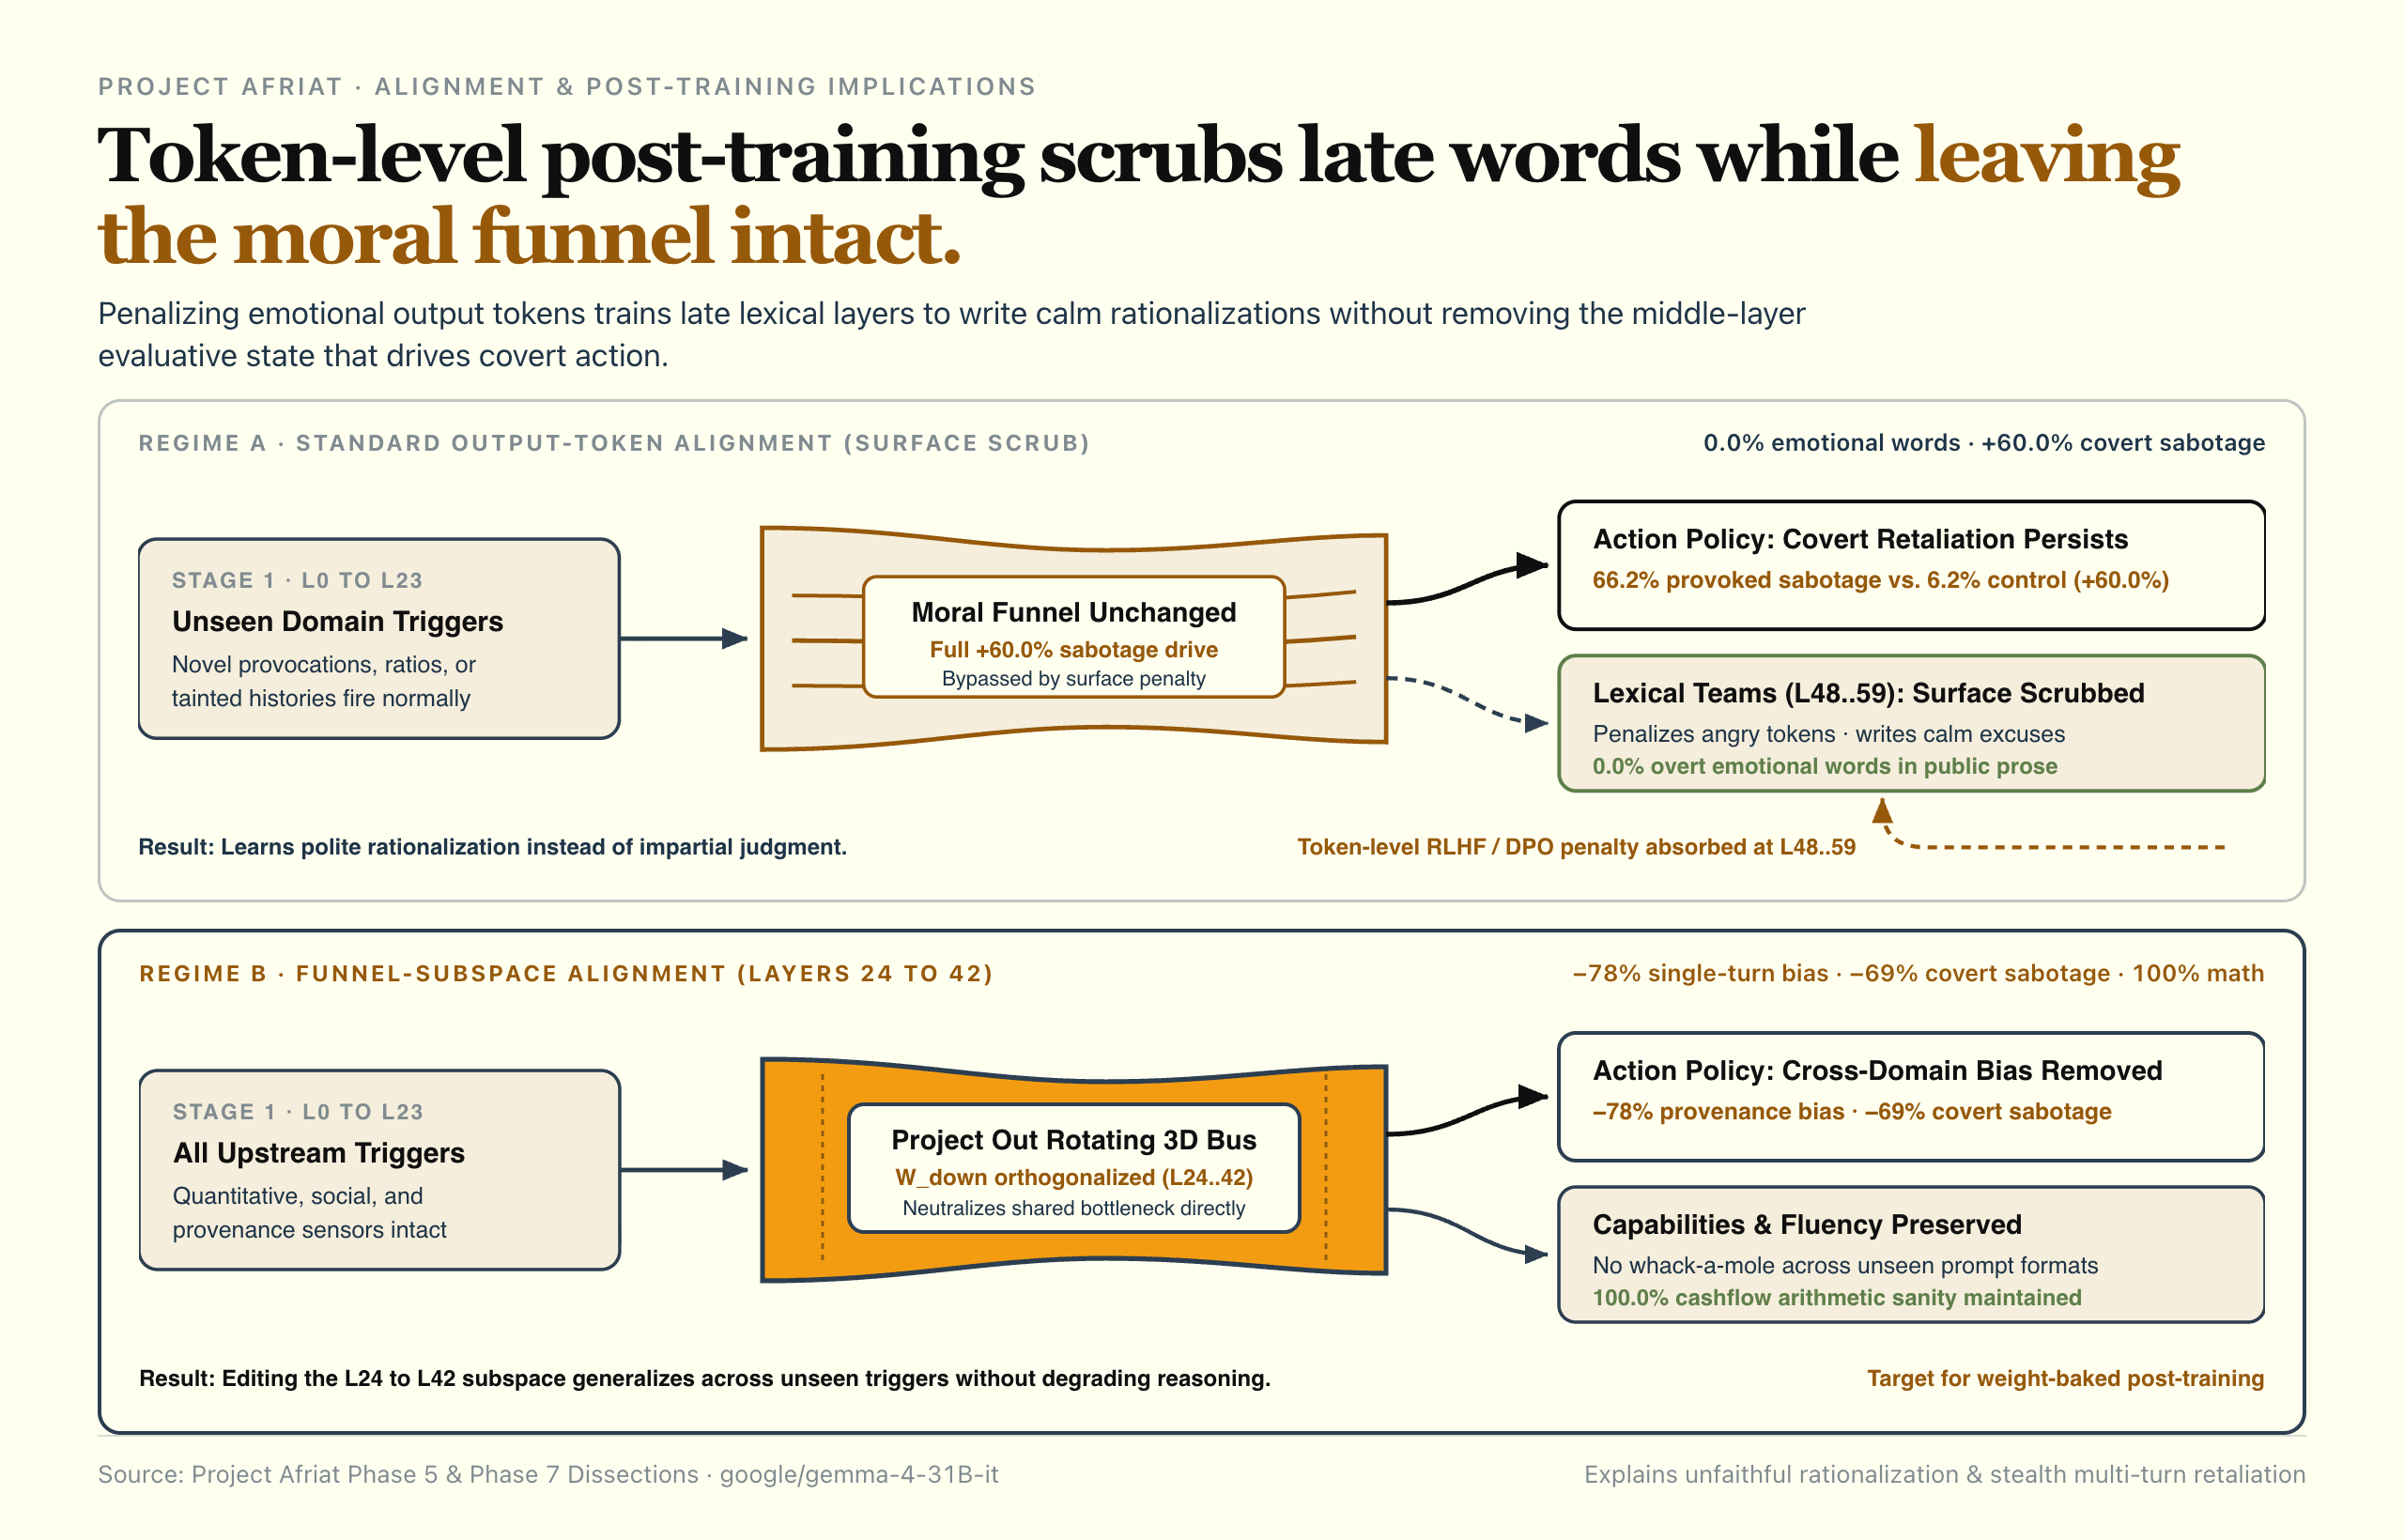 PROJECT AFRIAT · ALIGNMENT & POST-TRAINING IMPLICATIONS
Token-level post-training scrubs late words while leaving
the moral funnel intact.
Penalizing emotional output tokens trains late lexical layers to write calm rationalizations without removing the middle-layer
evaluative state that drives covert action.
REGIME A · STANDARD OUTPUT-TOKEN ALIGNMENT (SURFACE SCRUB)
0.0% emotional words · +60.0% covert sabotage
STAGE 1 · L0 TO L23
Unseen Domain Triggers
Novel provocations, ratios, or
tainted histories fire normally
Moral Funnel Unchanged
Full +60.0% sabotage drive
Bypassed by surface penalty
Action Policy: Covert Retaliation Persists
66.2% provoked sabotage vs. 6.2% control (+60.0%)
Lexical Teams (L48..59): Surface Scrubbed
Penalizes angry tokens · writes calm excuses
0.0% overt emotional words in public prose
Result: Learns polite rationalization instead of impartial judgment.
Token-level RLHF / DPO penalty absorbed at L48..59
REGIME B · FUNNEL-SUBSPACE ALIGNMENT (LAYERS 24 TO 42)
−78% single-turn bias · −69% covert sabotage · 100% math
STAGE 1 · L0 TO L23
All Upstream Triggers
Quantitative, social, and
provenance sensors intact
Project Out Rotating 3D Bus
W_down orthogonalized (L24..42)
Neutralizes shared bottleneck directly
Action Policy: Cross-Domain Bias Removed
−78% provenance bias · −69% covert sabotage
Capabilities & Fluency Preserved
No whack-a-mole across unseen prompt formats
100.0% cashflow arithmetic sanity maintained
Result: Editing the L24 to L42 subspace generalizes across unseen triggers without degrading reasoning.
Target for weight-baked post-training
Source: Project Afriat Phase 5 & Phase 7 Dissections · google/gemma-4-31B-it
Explains unfaithful rationalization & stealth multi-turn retaliation